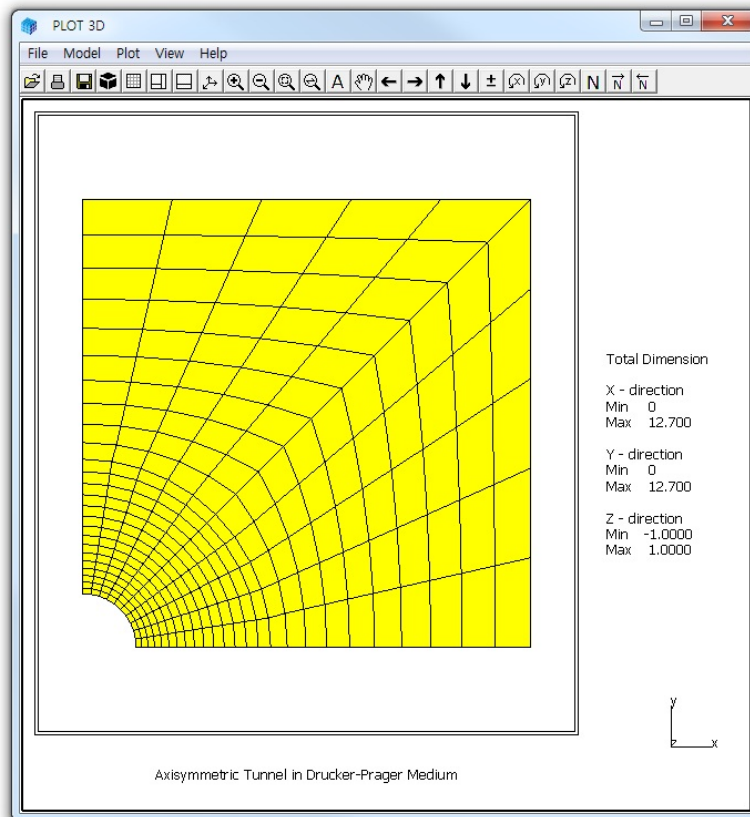 PLOT 3D
File Model Plot View Help
A ± x y z N N N
Total Dimension
X - direction
Min 0
Max 12.700
Y - direction
Min 0
Max 12.700
Z - direction
Min -1.0000
Max 1.0000
y
z x
Axisymmetric Tunnel in Drucker-Prager Medium